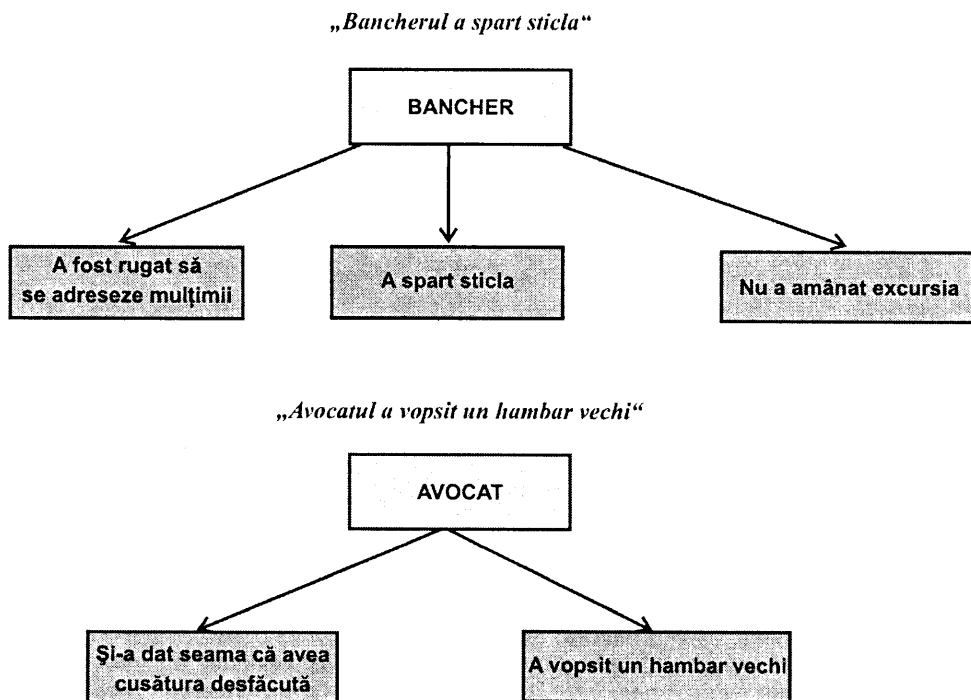 „Bancherul a spart sticla“
BANCHER
A fost rugat să
se adreseze mulţimii
A spart sticla
Nu a amânat excursia
„Avocatul a vopsit un hambar vechi“
AVOCAT
Şi-a dat seama că avea
cusătura desfăcută
A vopsit un hambar vechi